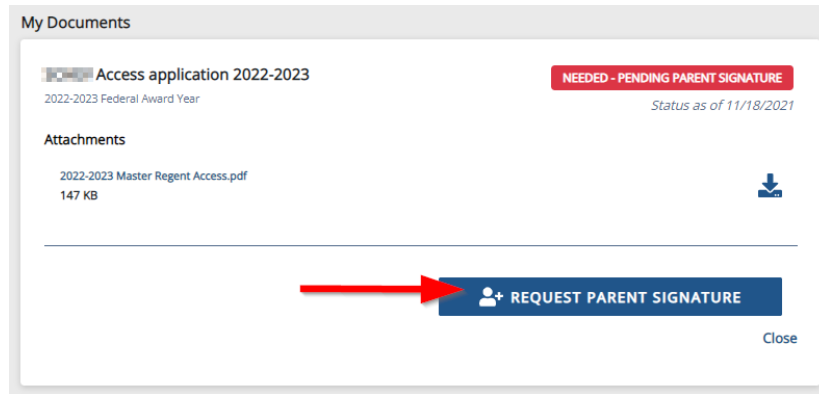 My Documents
Access application 2022-2023
NEEDED - PENDING PARENT SIGNATURE
2022-2023 Federal Award Year
Status as of 11/18/2021
Attachments
2022-2023 Master Regent Access.pdf
147 KB
REQUEST PARENT SIGNATURE
Close